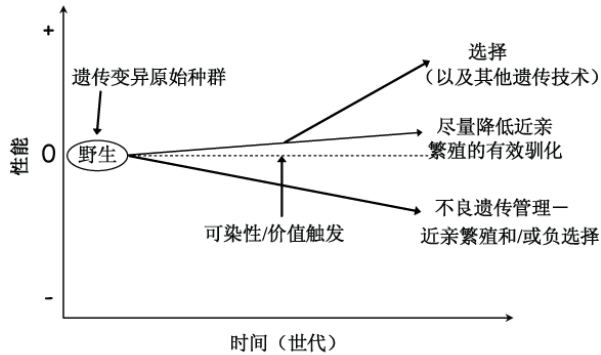 +
选择
（以及其他遗传技术）
遗传变异原始种群
尽量降低近亲
繁殖的有效驯化
性能
0
野生
不良遗传管理—
近亲繁殖和/或负选择
可染性/价值触发
-
时间（世代）